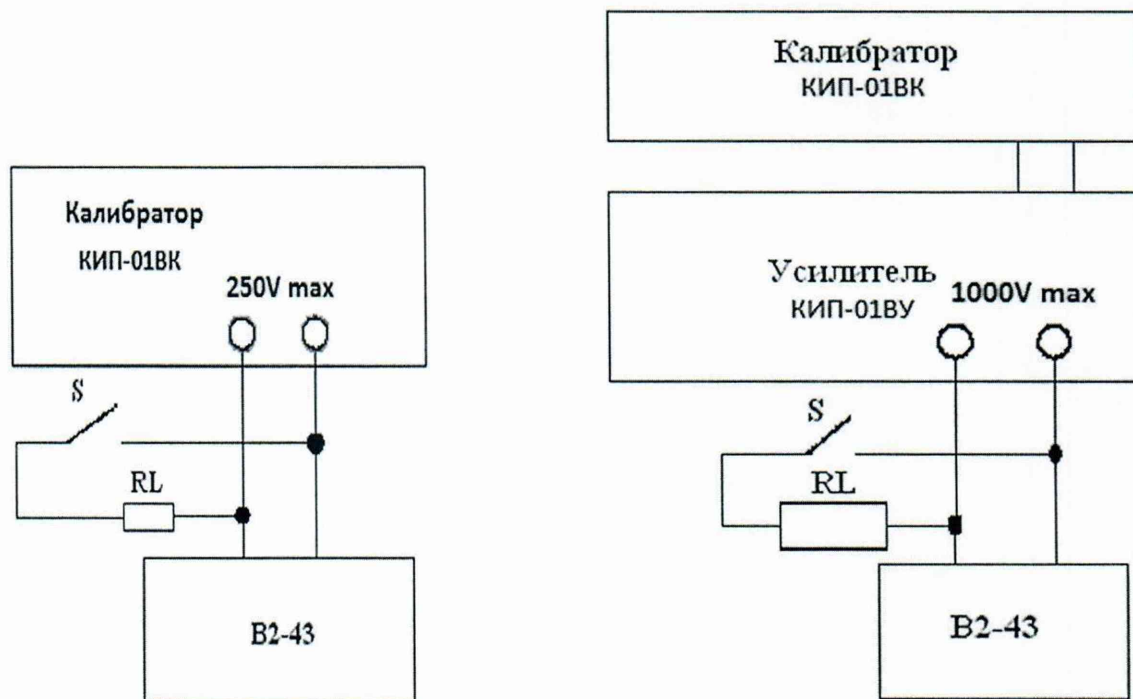 Калибратор
КИП-01ВК
250V max
S
RL
В2-43
Калибратор
КИП-01ВК
Усилитель
КИП-01ВУ
1000V max
S
RL
В2-43